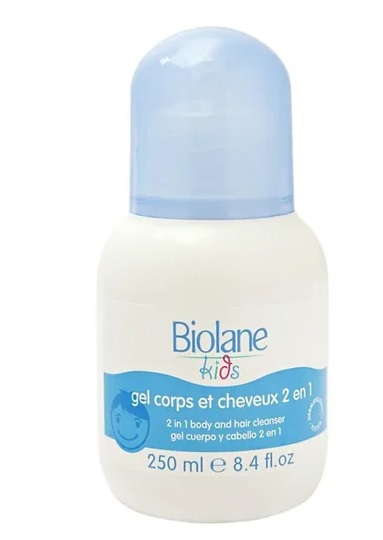 Biolane
kids
gel corps et cheveux 2 en 1
2 in 1 body and hair cleanser
gel cuerpo y cabello 2 en 1
250 ml e 8.4 fl.oz